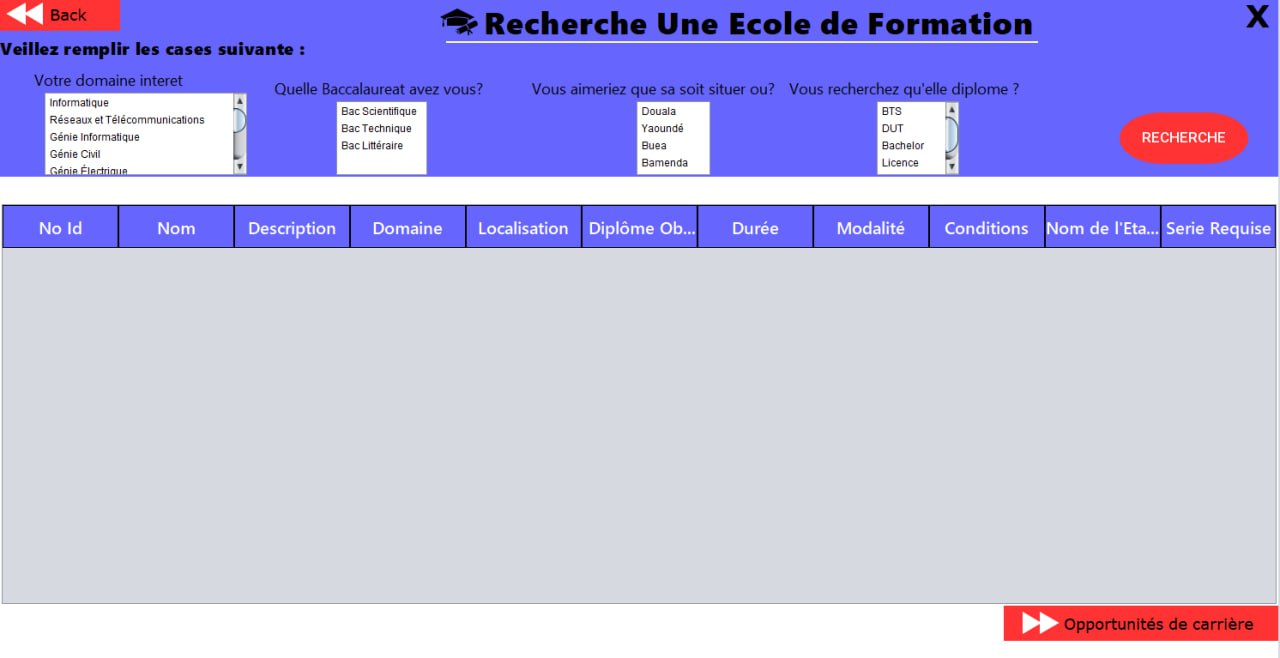 Back
Recherche Une Ecole de Formation
X
Veillez remplir les cases suivante :
Votre domaine interet
Informatique
Réseaux et Télécommunications
Génie Informatique
Génie Civil
Génie Électrique
Quelle Baccalaureat avez vous?
Bac Scientifique
Bac Technique
Bac Littéraire
Vous aimeriez que sa soit situer ou?
Douala
Yaoundé
Buea
Bamenda
Vous recherchez qu'elle diplome ?
BTS
DUT
Bachelor
Licence
RECHERCHE
No Id Nom Description Domaine Localisation Diplôme Ob... Durée Modalité Conditions Nom de l'Eta... Serie Requise
Opportunités de carrière